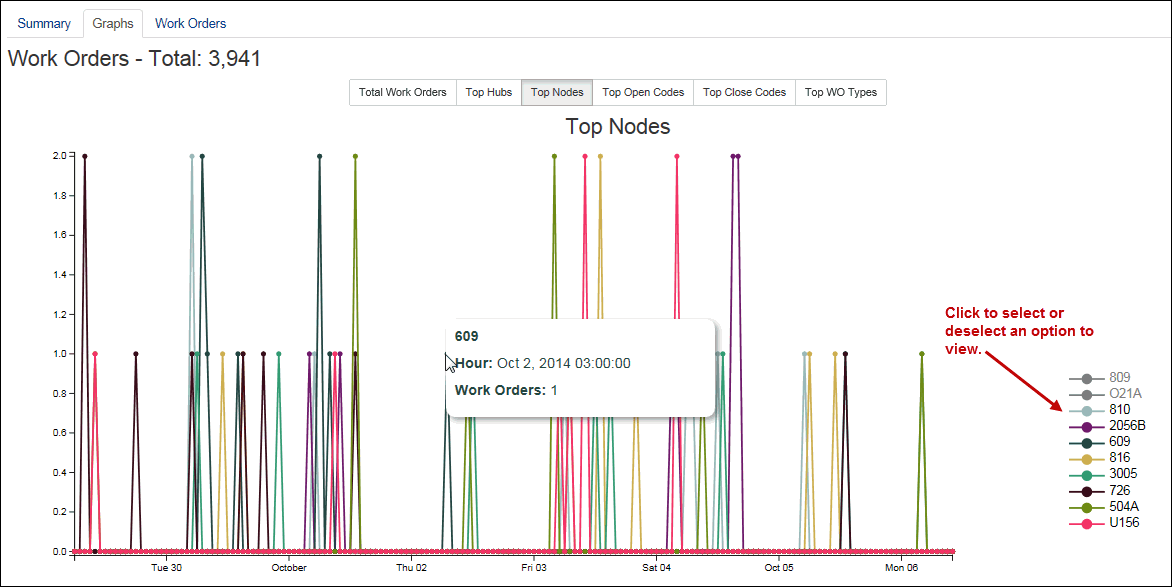 Summary Graphs Work Orders
Work Orders - Total: 3,941
Total Work Orders Top Hubs Top Nodes Top Open Codes Top Close Codes Top WO Types
Top Nodes
2.0
1.8
1.6
1.4
1.2
1.0
0.8
0.6
0.4
0.2
0.0
609
Hour: Oct 2, 2014 03:00:00
Work Orders: 1
Click to select or
deselect an option to
view.
809
O21A
810
2056B
609
816
3005
726
504A
U156
Tue 30 October Thu 02 Fri 03 Sat 04 Oct 05 Mon 06